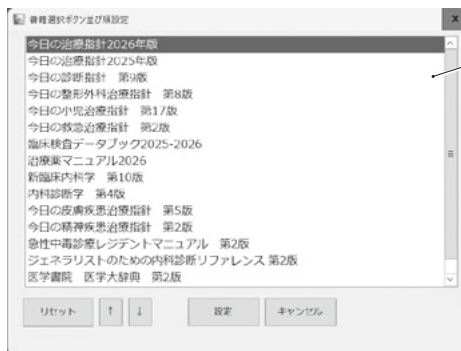 書籍選択ボタン並び順設定
今日の治療指針2026年版
今日の治療指針2025年版
今日の診断指針 第9版
今日の整形外科治療指針 第8版
今日の小児治療指針 第17版
今日の救急治療指針 第2版
臨床検査データブック2025-2026
治療薬マニュアル2026
新臨床内科学 第10版
内科診断学 第4版
今日の皮膚疾患治療指針 第5版
今日の精神疾患治療指針 第2版
急性中毒診療レジデントマニュアル 第2版
ジェネラリストのための内科診断リファレンス 第2版
医学書院 医学大辞典 第2版
リセット ↑ ↓ 設定 キャンセル